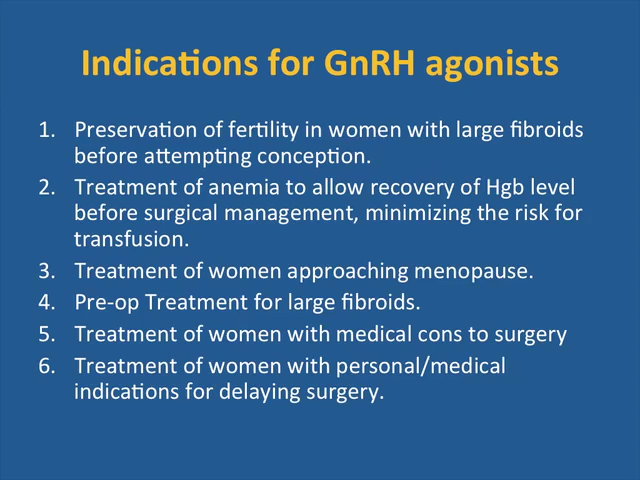 Indications for GnRH agonists
1. Preservation of fertility in women with large fibroids
before attempting conception.
2. Treatment of anemia to allow recovery of Hgb level
before surgical management, minimizing the risk for
transfusion.
3. Treatment of women approaching menopause.
4. Pre-op Treatment for large fibroids.
5. Treatment of women with medical cons to surgery
6. Treatment of women with personal/medical
indications for delaying surgery.